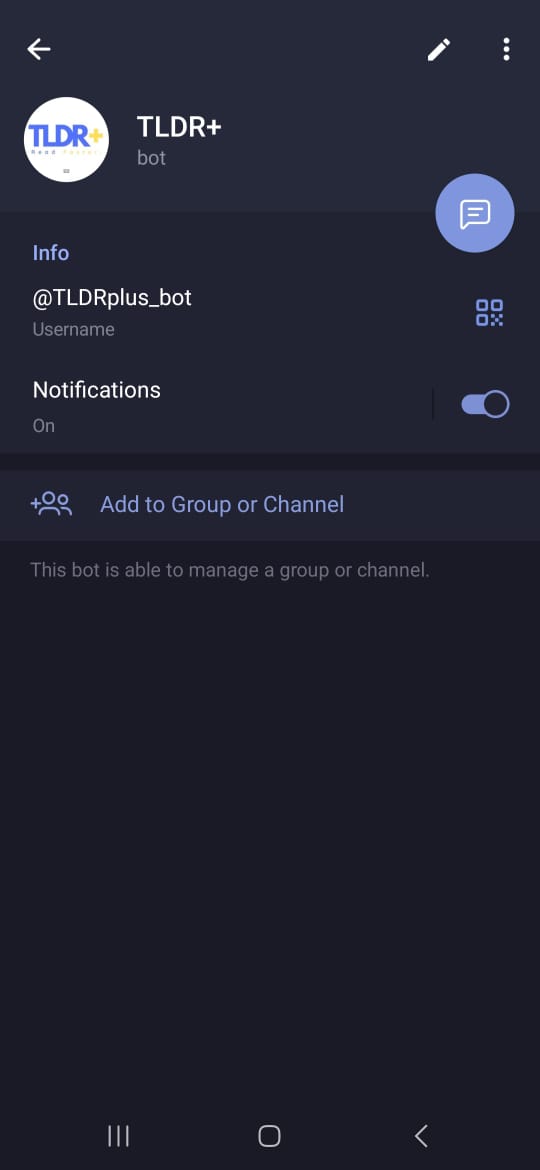 TLDR+
Read Faster
TLDR+
bot
Info
@TLDRplus_bot
Username
Notifications
On
Add to Group or Channel
This bot is able to manage a group or channel.